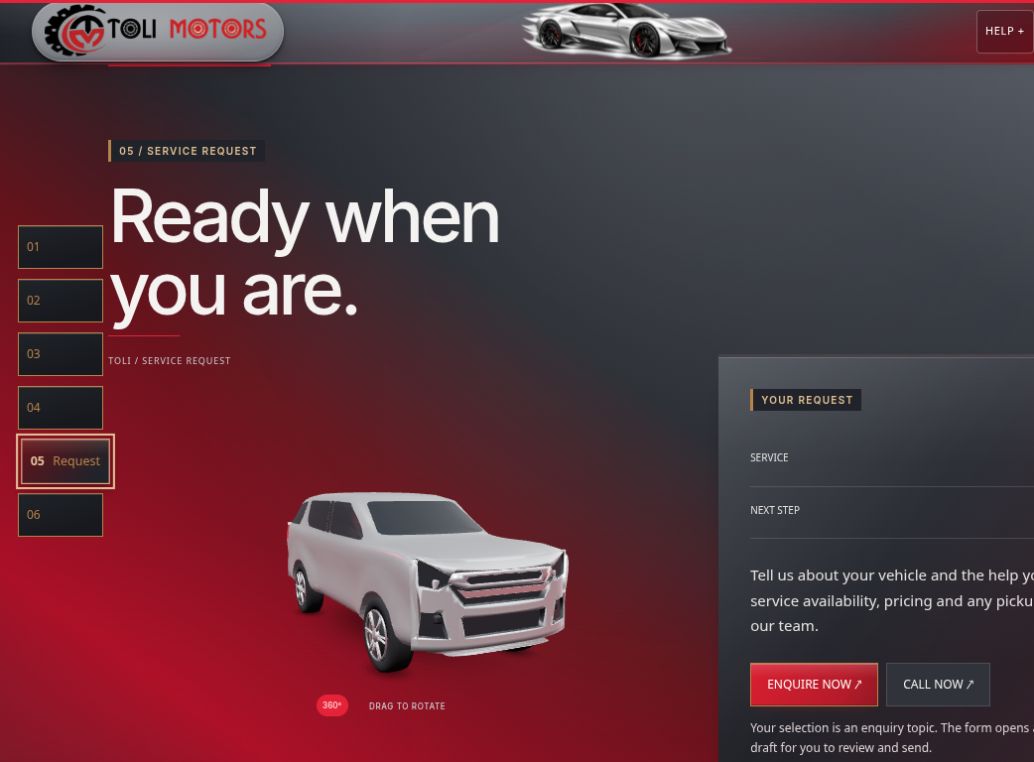 TOLI MOTORS
HELP +
05 / SERVICE REQUEST
Ready when
you are.
TOLI / SERVICE REQUEST
01
02
03
04
05 Request
06
360°
DRAG TO ROTATE
YOUR REQUEST
SERVICE
NEXT STEP
Tell us about your vehicle and the help
service availability, pricing and any
our team.
ENQUIRE NOW ↗
CALL NOW ↗
Your selection is an enquiry topic. The form opens
draft for you to review and send.